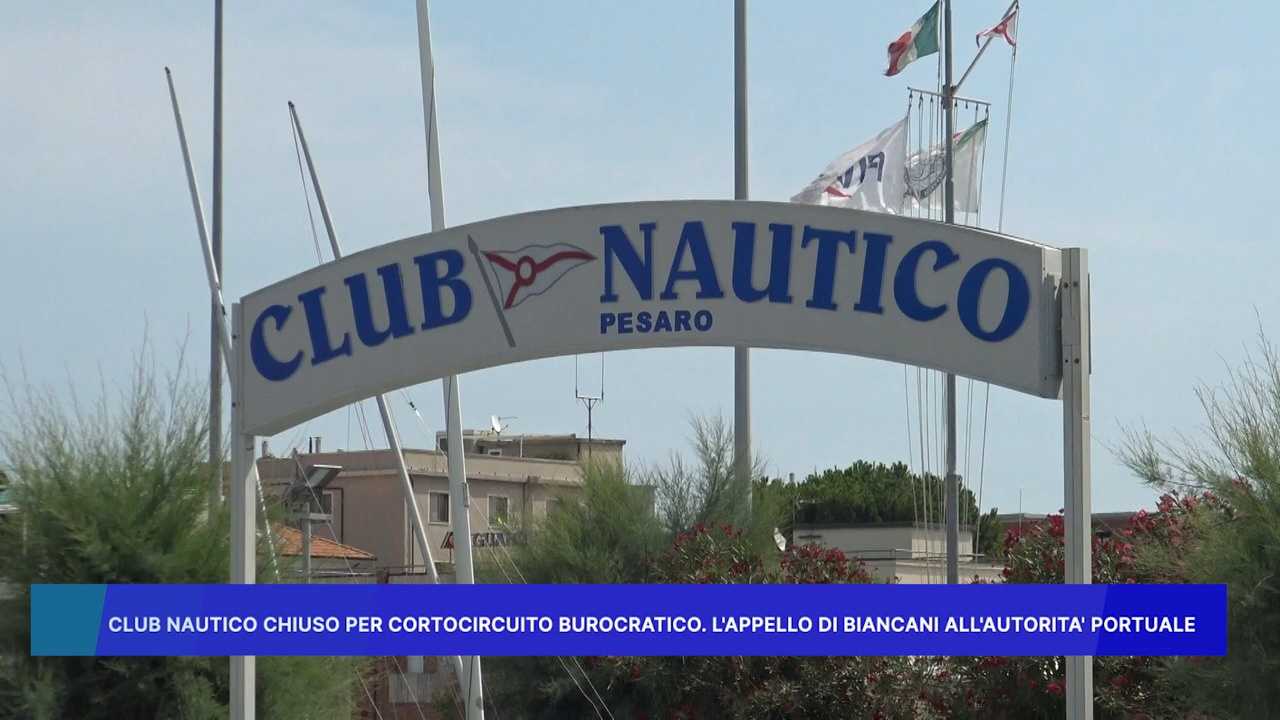 CLUB NAUTICO
PESARO
CLUB NAUTICO CHIUSO PER CORTOCIRCUITO BUROCRATICO. L'APPELLO DI BIANCANI ALL'AUTORITA' PORTUALE